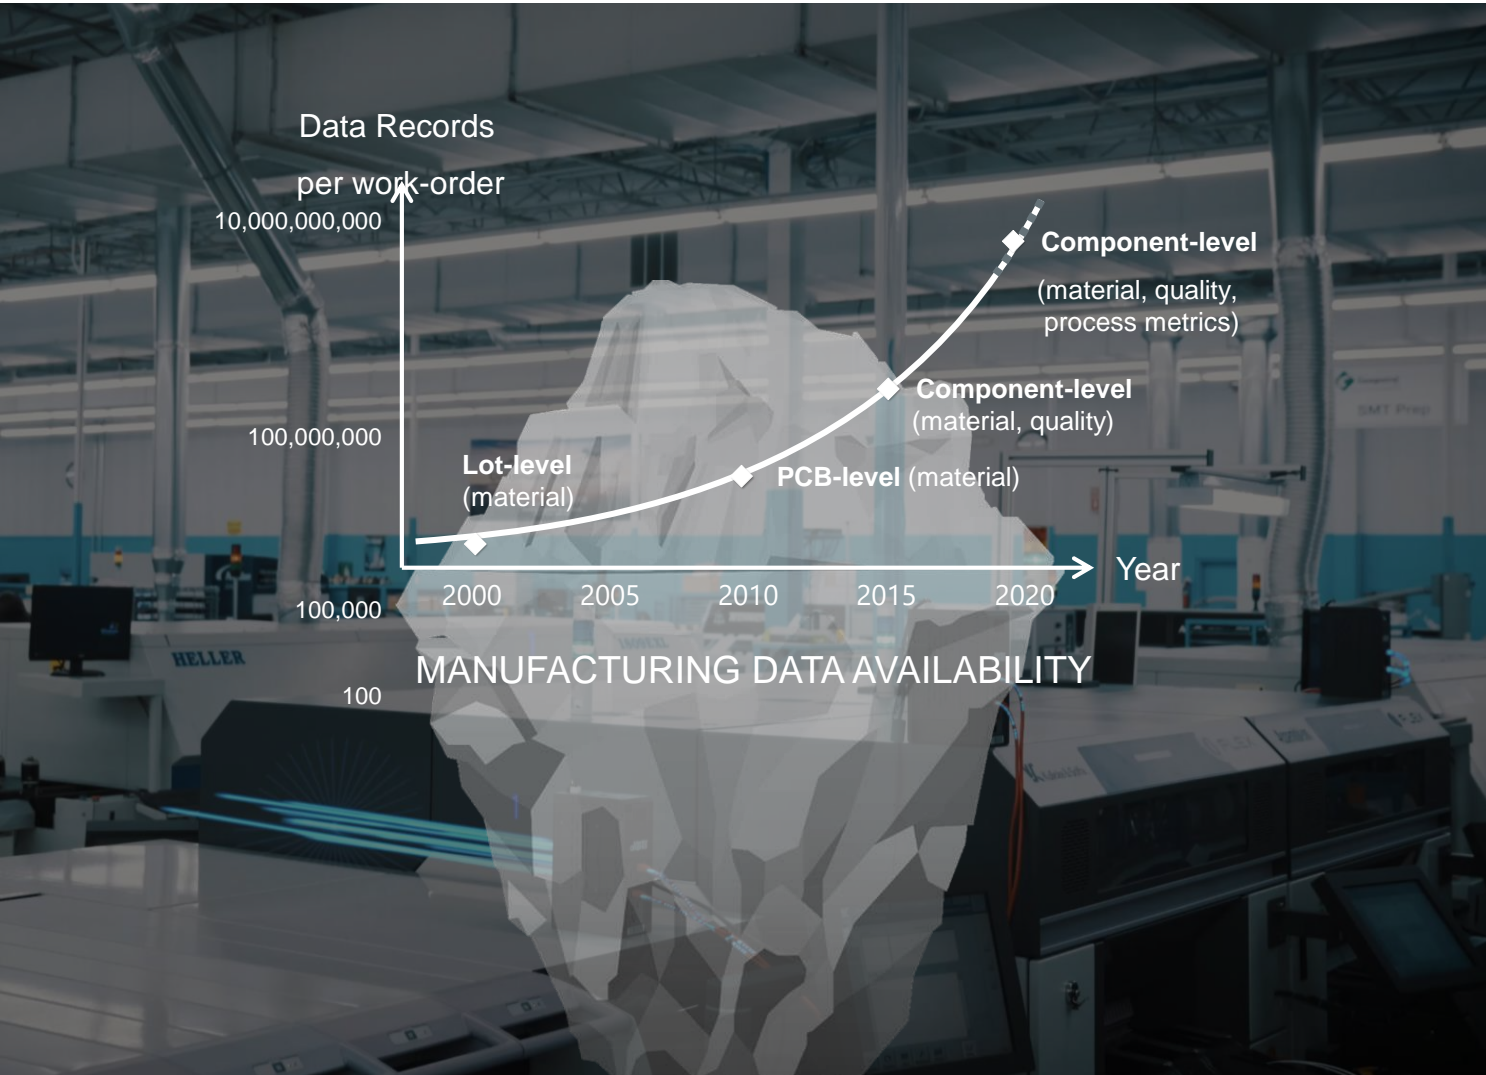 Data Records
per work-order
10,000,000,000
Component-level
(material, quality,
process metrics)
Component-level
(material, quality)
100,000,000
Lot-level
(material)
PCB-level (material)
Year
2000 2005 2010 2015 2020
100,000
HELLER
MANUFACTURING DATA AVAILABILITY
100
SMT Prep